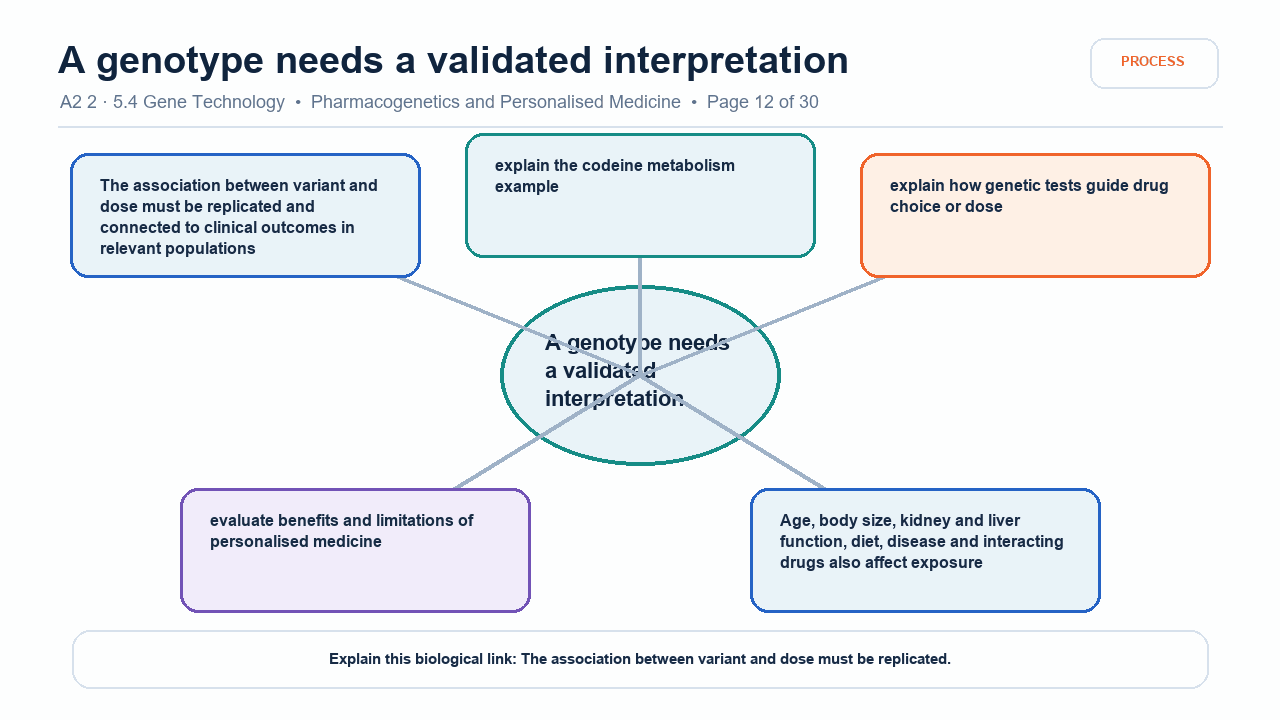 A genotype needs a validated interpretation
PROCESS
A2 2 · 5.4 Gene Technology • Pharmacogenetics and Personalised Medicine • Page 12 of 30
The association between variant and
dose must be replicated and
connected to clinical outcomes in
relevant populations
explain the codeine metabolism
example
explain how genetic tests guide drug
choice or dose
A genotype needs
a validated
interpretation
evaluate benefits and limitations of
personalised medicine
Age, body size, kidney and liver
function, diet, disease and interacting
drugs also affect exposure
Explain this biological link: The association between variant and dose must be replicated.